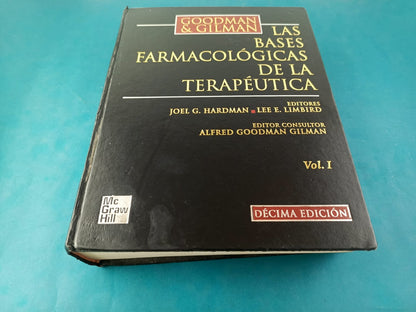 GOODMAN
& GILMAN
LAS
BASES
FARMACOLÓGICAS
DE LA
TERAPÉUTICA
EDITORES
JOEL G. HARDMAN ■ LEE E. LIMBIRD
EDITOR CONSULTOR
ALFRED GOODMAN GILMAN
Vol. I
Mc
Graw
Hill
DÉCIMA EDICIÓN